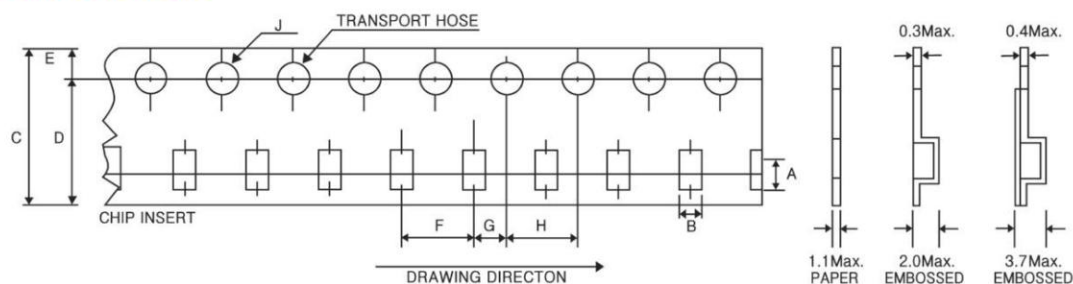 TRANSPORT HOSE
J
E
C
D
A
B
CHIP INSERT
F
G
H
DRAWING DIRECTON
0.3Max.
0.4Max.
1.1Max.
PAPER
2.0Max.
EMBOSSED
3.7Max.
EMBOSSED